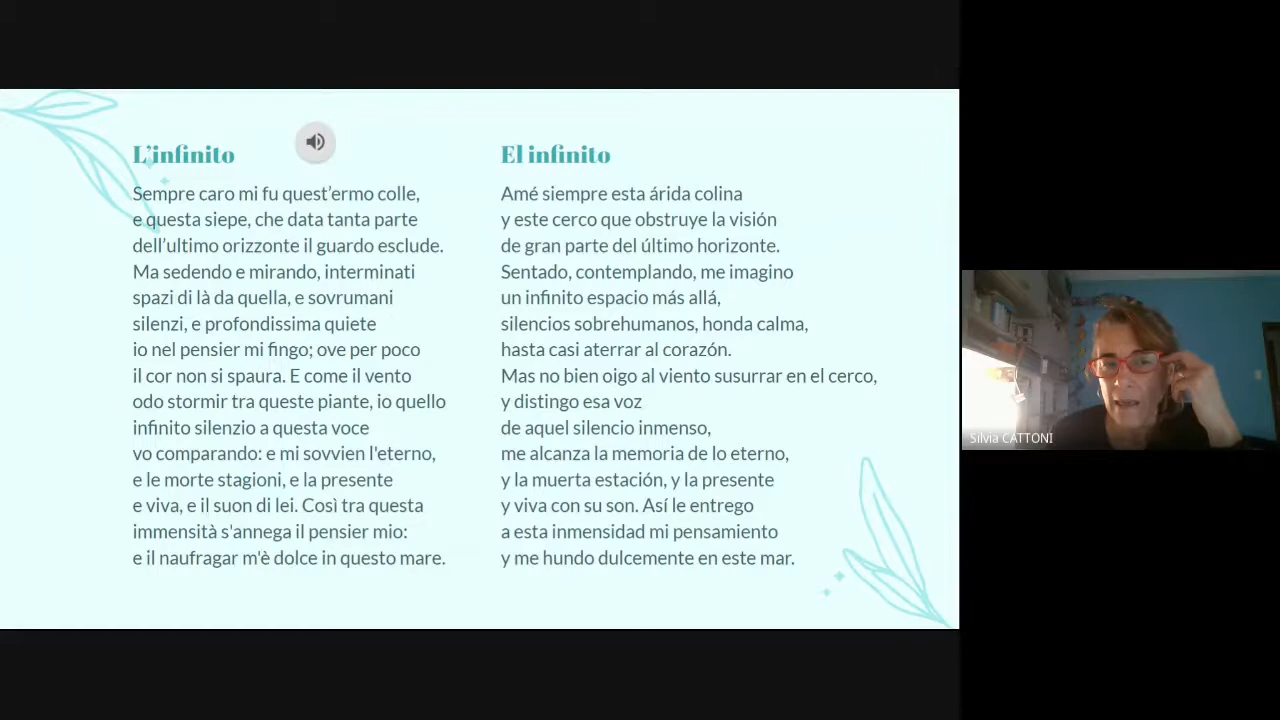 L'infinito
Sempre caro mi fu quest'ermo colle,
e questa siepe, che data tanta parte
dell'ultimo orizzonte il guardo esclude.
Ma sedendo e mirando, interminati
spazi di là da quella, e sovrumani
silenzi, e profondissima quiete
io nel pensier mi fingo; ove per poco
il cor non si spaura. E come il vento
odo stormir tra queste piante, io quello
infinito silenzio a questa voce
vo comparando: e mi sovvien l'eterno,
e le morte stagioni, e la presente
e viva, e il suon di lei. Così tra questa
immensità s'annega il pensier mio:
e il naufragar m'è dolce in questo mare.
El infinito
Amé siempre esta árida colina
y este cerco que obstruye la visión
de gran parte del último horizonte.
Sentado, contemplando, me imagino
un infinito espacio más allá,
silencios sobrehumanos, honda calma,
hasta casi aterrar al corazón.
Mas no bien oigo al viento susurrar en el cerco,
y distingo esa voz
de aquel silencio inmenso,
me alcanza la memoria de lo eterno,
y la muerta estación, y la presente
y viva con su son. Así le entrego
a esta inmensidad mi pensamiento
y me hundo dulcemente en este mar.
Silvia CATTONI